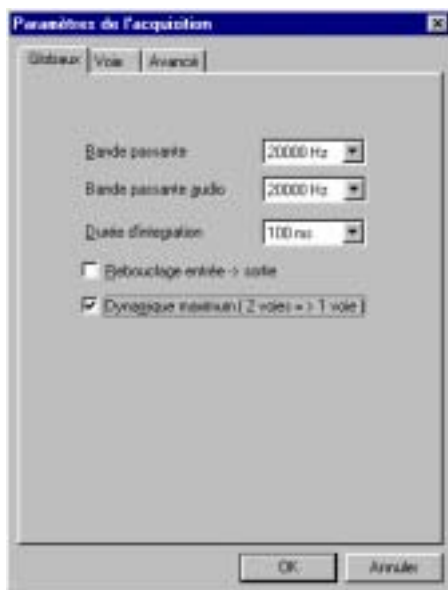 Paramètres de l'acquisition
Globaux Voie Avancé
Bande passante 20000 Hz
Bande passante audio 20000 Hz
Durée d'intégration 100 ms
Rebouclage entrée -> sortie
Dynamique maximum ( 2 voies = > 1 voie )
OK Annuler